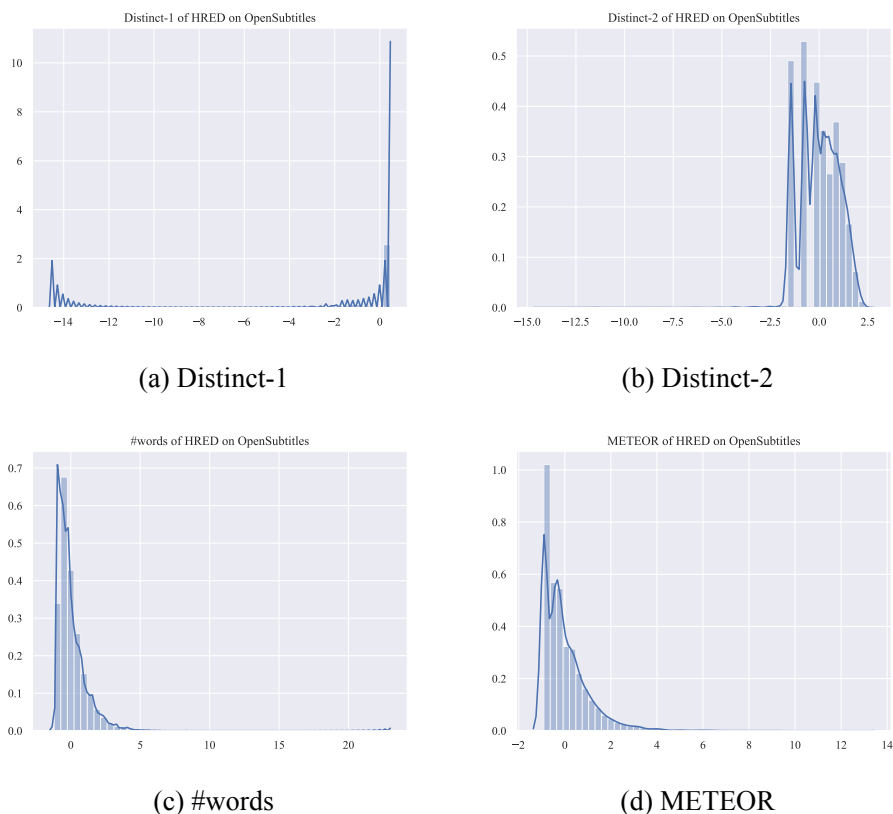 Distinct-1 of HRED on OpenSubtitles
10
8
6
4
2
0
−14 −12 −10 −8 −6 −4 −2 0
(a) Distinct-1
Distinct-2 of HRED on OpenSubtitles
0.5
0.4
0.3
0.2
0.1
0.0
−15.0 −12.5 −10.0 −7.5 −5.0 −2.5 0.0 2.5
(b) Distinct-2
#words of HRED on OpenSubtitles
0.7
0.6
0.5
0.4
0.3
0.2
0.1
0.0
0 5 10 15 20
(c) #words
METEOR of HRED on OpenSubtitles
1.0
0.8
0.6
0.4
0.2
0.0
−2 0 2 4 6 8 10 12 14
(d) METEOR